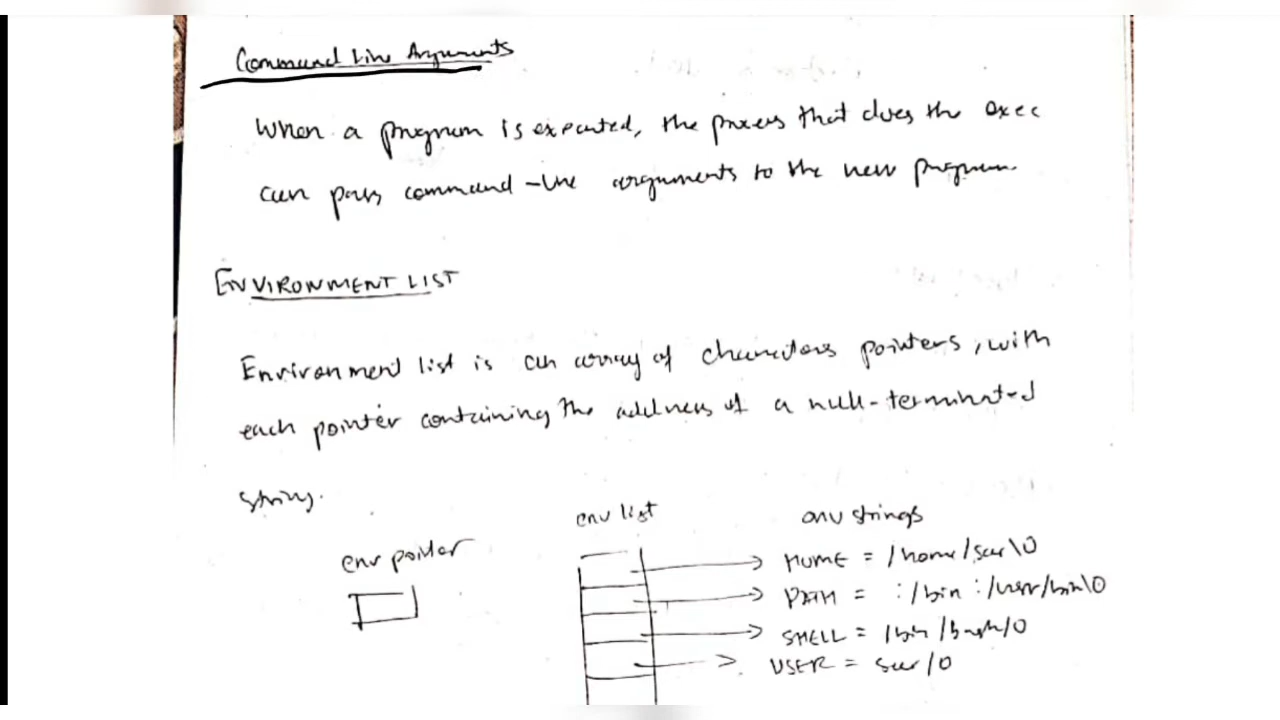 Command Line Arguments
When a program is executed, the process that does the exec
can pass command-line arguments to the new program.
ENVIRONMENT LIST
Environment list is an array of characters pointers, with
each pointer containing the address of a null-terminated
string.
env pointer
env list
env strings
HOME = /home/sar\0
PATH = :/bin :/usr/bin\0
SHELL = /bin/bash/0
USER = sar/0